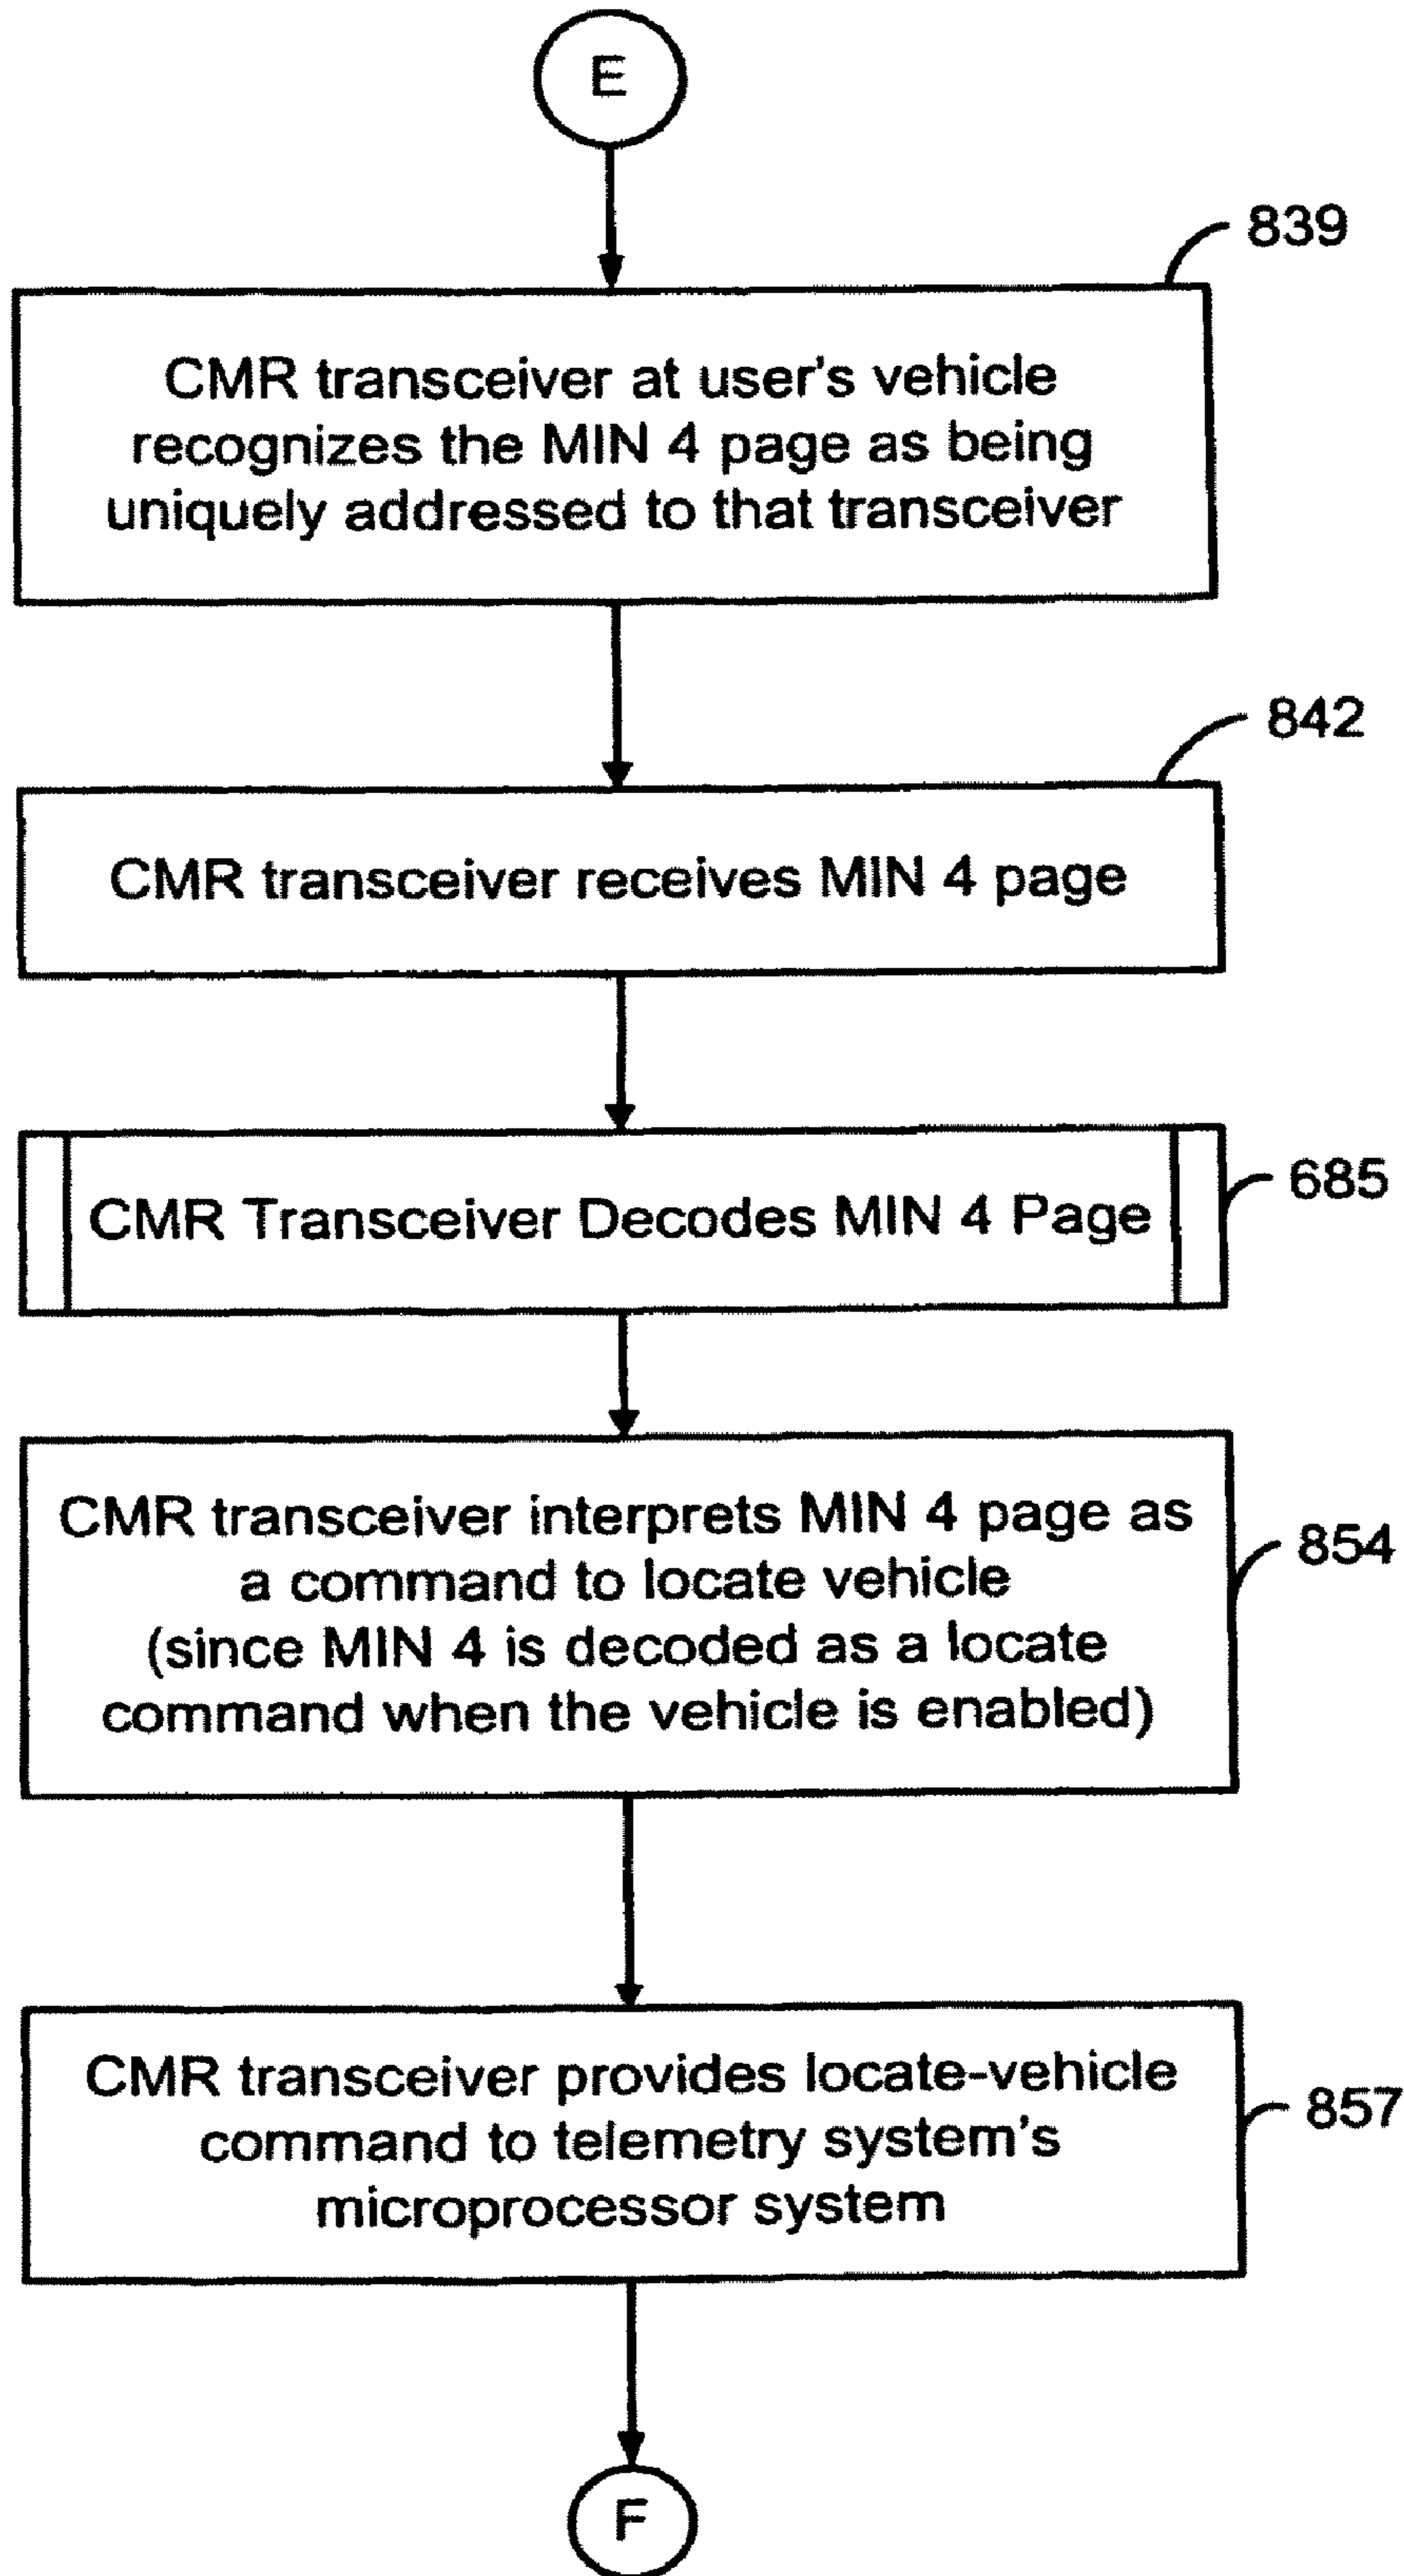 E
839
CMR transceiver at user's vehicle
recognizes the MIN 4 page as being
uniquely addressed to that transceiver
842
CMR transceiver receives MIN 4 page
685
CMR Transceiver Decodes MIN 4 Page
CMR transceiver interprets MIN 4 page as
a command to locate vehicle
(since MIN 4 is decoded as a locate
command when the vehicle is enabled)
854
CMR transceiver provides locate-vehicle
command to telemetry system's
microprocessor system
857
F